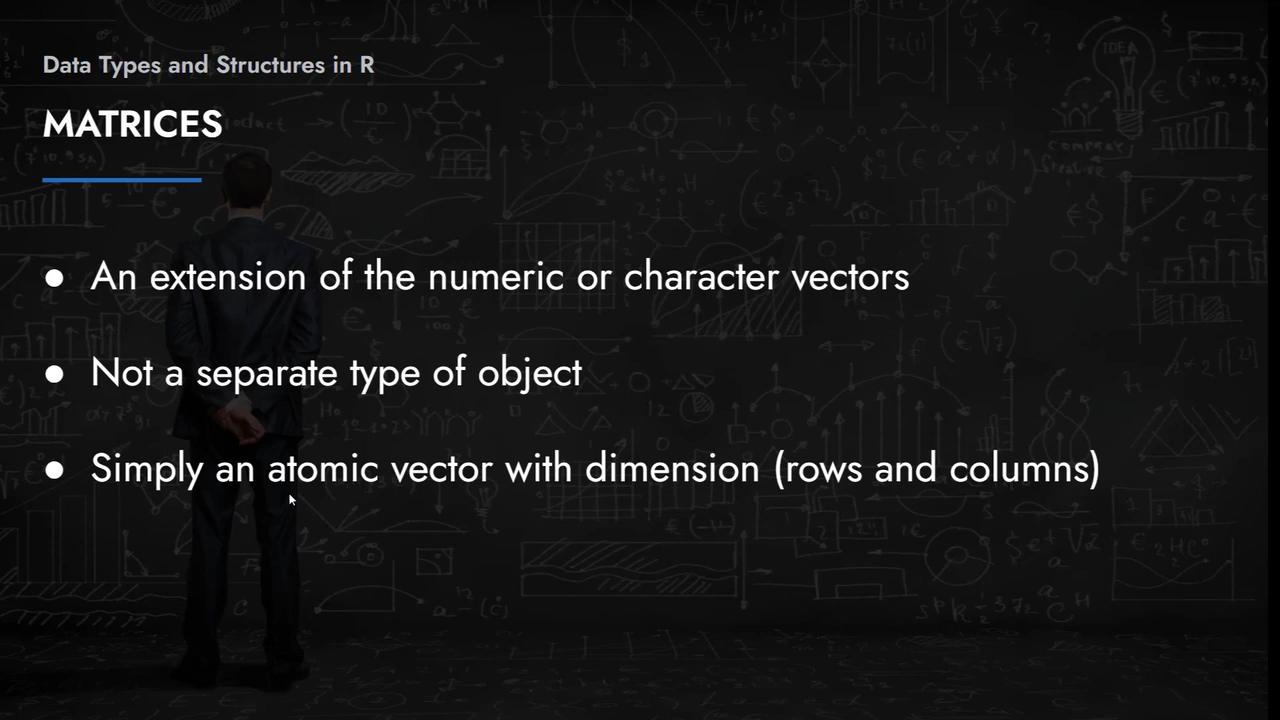 Data Types and Structures in R
MATRICES
● An extension of the numeric or character vectors
● Not a separate type of object
● Simply an atomic vector with dimension (rows and columns)
IDEA